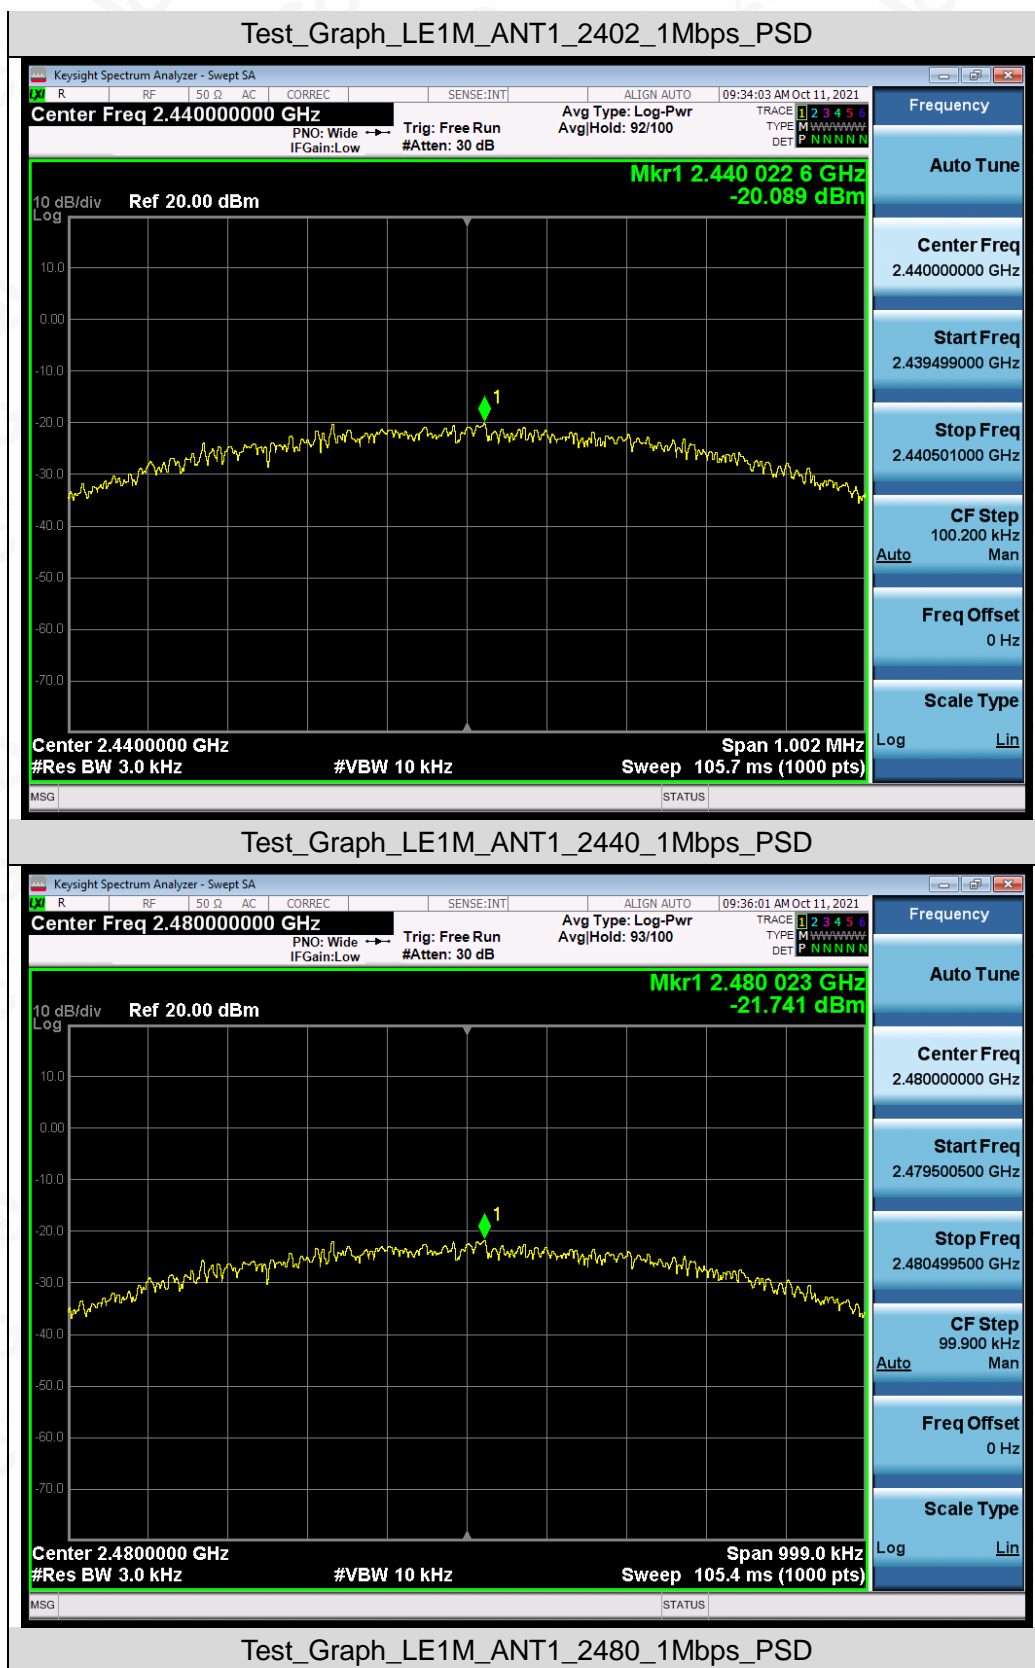 Test_Graph_LE1M_ANT1_2402_1Mbps_PSD
Keysight Spectrum Analyzer - Swept SA
LXI R RF 50 Ω AC CORREC SENSE:INT ALIGN AUTO 09:34:03 AM Oct 11, 2021
Center Freq 2.440000000 GHz
PNO: Wide
IFGain:Low
Trig: Free Run
#Atten: 30 dB
Avg Type: Log-Pwr
Avg|Hold: 92/100
TRACE 1 2 3 4 5 6
TYPE M WWWWW
DET P N N N N N
Frequency
Mkr1 2.440 022 6 GHz
-20.089 dBm
10 dB/div Ref 20.00 dBm
Log
10.0
0.00
-10.0
-20.0
-30.0
-40.0
-50.0
-60.0
-70.0
1
Center 2.4400000 GHz Span 1.002 MHz
#Res BW 3.0 kHz #VBW 10 kHz Sweep 105.7 ms (1000 pts)
Auto Tune
Center Freq
2.440000000 GHz
Start Freq
2.439499000 GHz
Stop Freq
2.440501000 GHz
CF Step
100.200 kHz
Auto Man
Freq Offset
0 Hz
Scale Type
Log Lin
MSG STATUS
Test_Graph_LE1M_ANT1_2440_1Mbps_PSD
Keysight Spectrum Analyzer - Swept SA
LXI R RF 50 Ω AC CORREC SENSE:INT ALIGN AUTO 09:36:01 AM Oct 11, 2021
Center Freq 2.480000000 GHz
PNO: Wide
IFGain:Low
Trig: Free Run
#Atten: 30 dB
Avg Type: Log-Pwr
Avg|Hold: 93/100
TRACE 1 2 3 4 5 6
TYPE M WWWWW
DET P N N N N N
Frequency
Mkr1 2.480 023 GHz
-21.741 dBm
10 dB/div Ref 20.00 dBm
Log
10.0
0.00
-10.0
-20.0
-30.0
-40.0
-50.0
-60.0
-70.0
1
Center 2.4800000 GHz Span 999.0 kHz
#Res BW 3.0 kHz #VBW 10 kHz Sweep 105.4 ms (1000 pts)
Auto Tune
Center Freq
2.480000000 GHz
Start Freq
2.479500500 GHz
Stop Freq
2.480499500 GHz
CF Step
99.900 kHz
Auto Man
Freq Offset
0 Hz
Scale Type
Log Lin
MSG STATUS
Test_Graph_LE1M_ANT1_2480_1Mbps_PSD